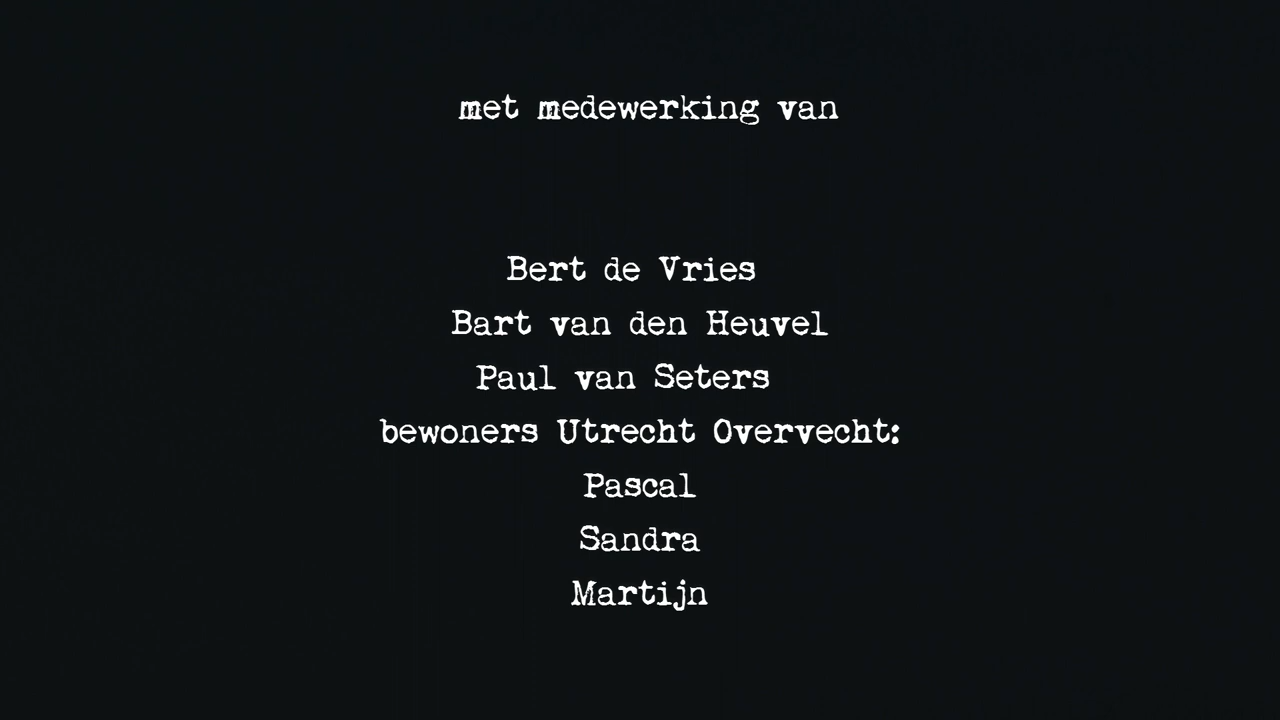 met medewerking van
Bert de Vries
Bart van den Heuvel
Paul van Seters
bewoners Utrecht Overvecht:
Pascal
Sandra
Martijn